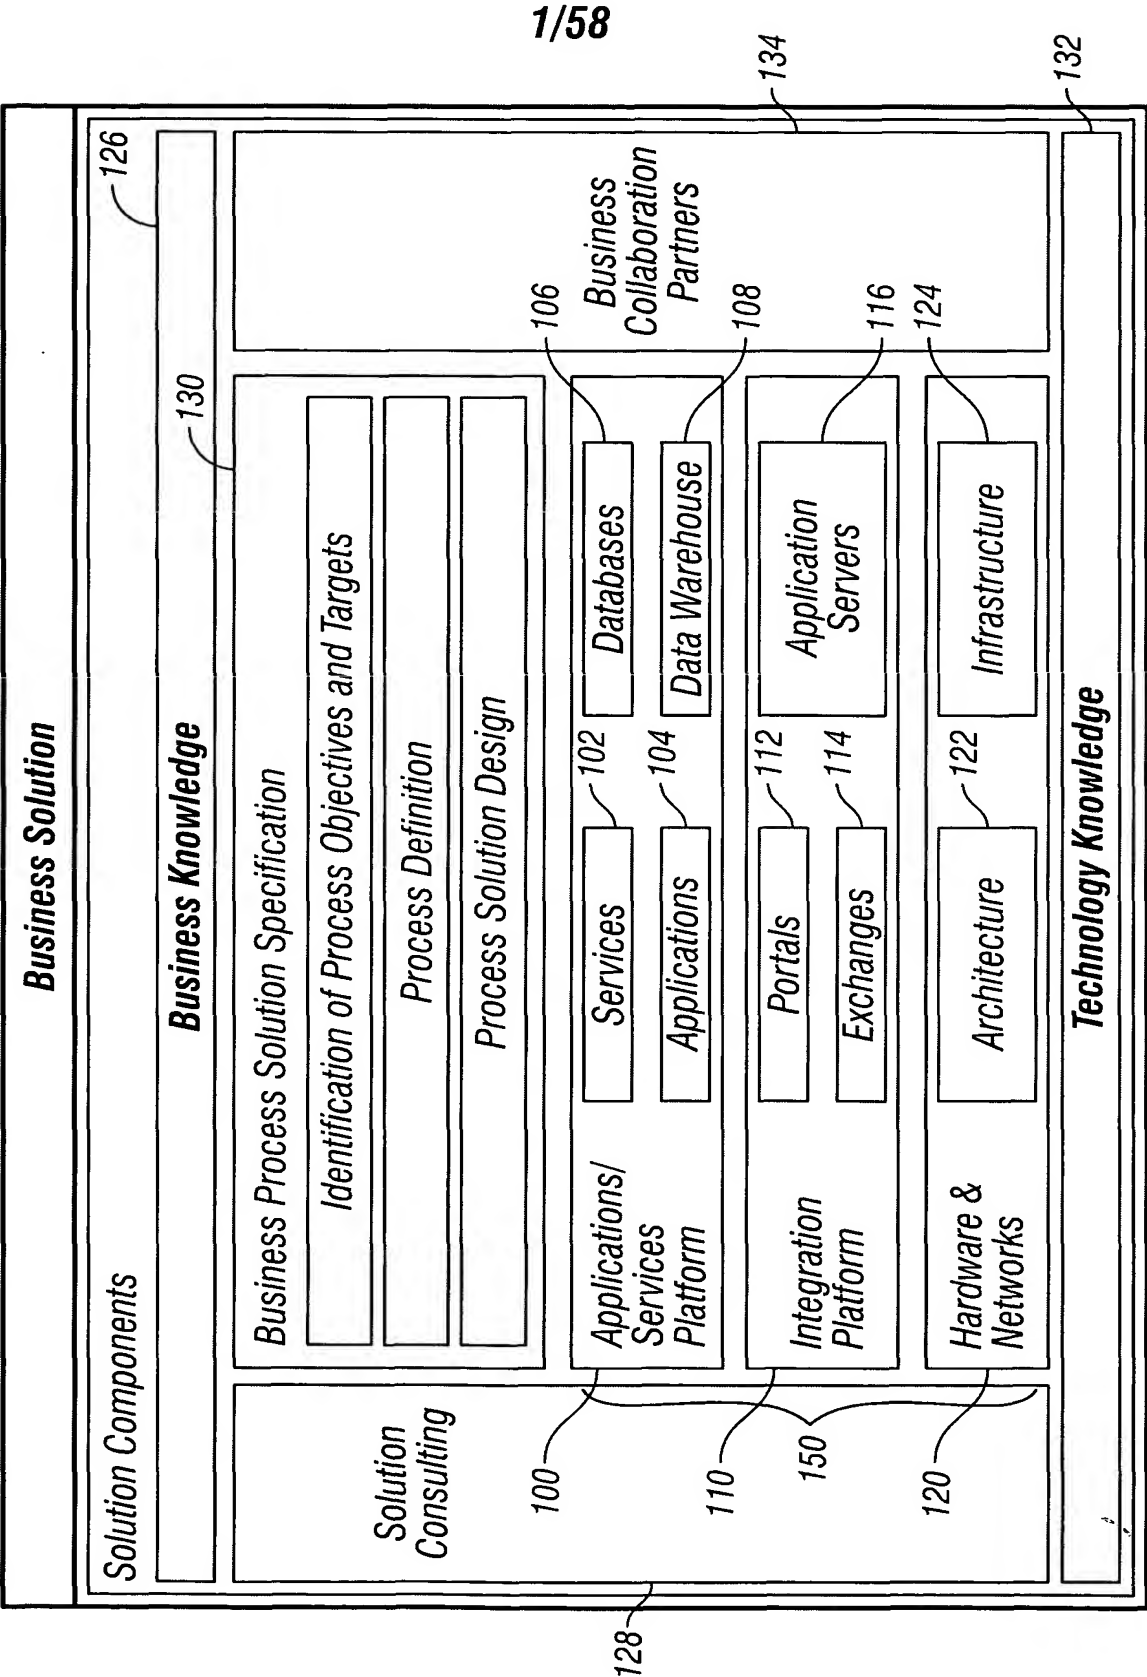 1/58
Business Solution
Solution Components
126
Business Knowledge
130
Business Process Solution Specification
Identification of Process Objectives and Targets
Process Definition
Process Solution Design
Solution
Consulting
128
Business
Collaboration
Partners
134
100
Applications/
Services
Platform
Services
102
Databases
106
Applications
104
Data Warehouse
108
110
Integration
Platform
Portals
112
Exchanges
114
Application
Servers
116
150
120
Hardware &
Networks
Architecture
122
Infrastructure
124
Technology Knowledge
132